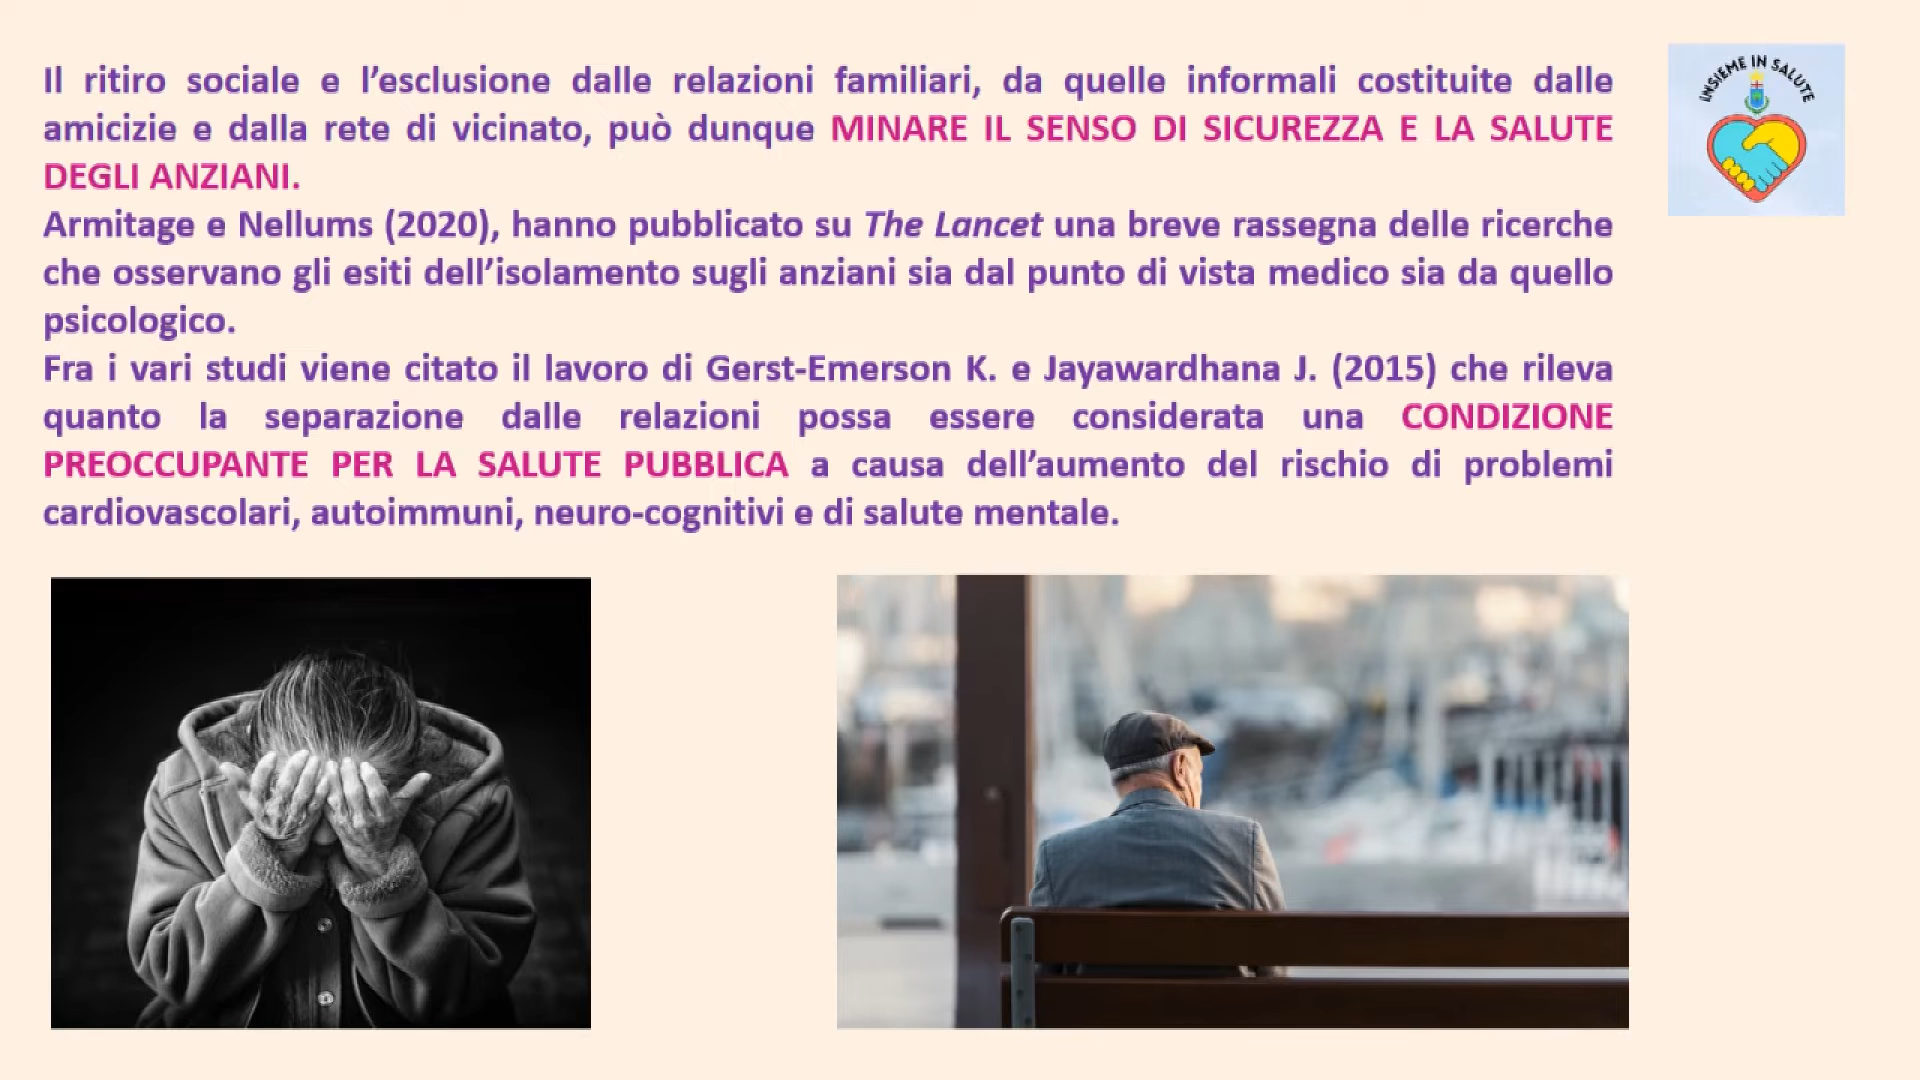 Il ritiro sociale e l’esclusione dalle relazioni familiari, da quelle informali costituite dalle
amicizie e dalla rete di vicinato, può dunque MINARE IL SENSO DI SICUREZZA E LA SALUTE
DEGLI ANZIANI.
Armitage e Nellums (2020), hanno pubblicato su The Lancet una breve rassegna delle ricerche
che osservano gli esiti dell’isolamento sugli anziani sia dal punto di vista medico sia da quello
psicologico.
Fra i vari studi viene citato il lavoro di Gerst-Emerson K. e Jayawardhana J. (2015) che rileva
quanto la separazione dalle relazioni possa essere considerata una CONDIZIONE
PREOCCUPANTE PER LA SALUTE PUBBLICA a causa dell’aumento del rischio di problemi
cardiovascolari, autoimmuni, neuro-cognitivi e di salute mentale.
INSIEME IN SALUTE